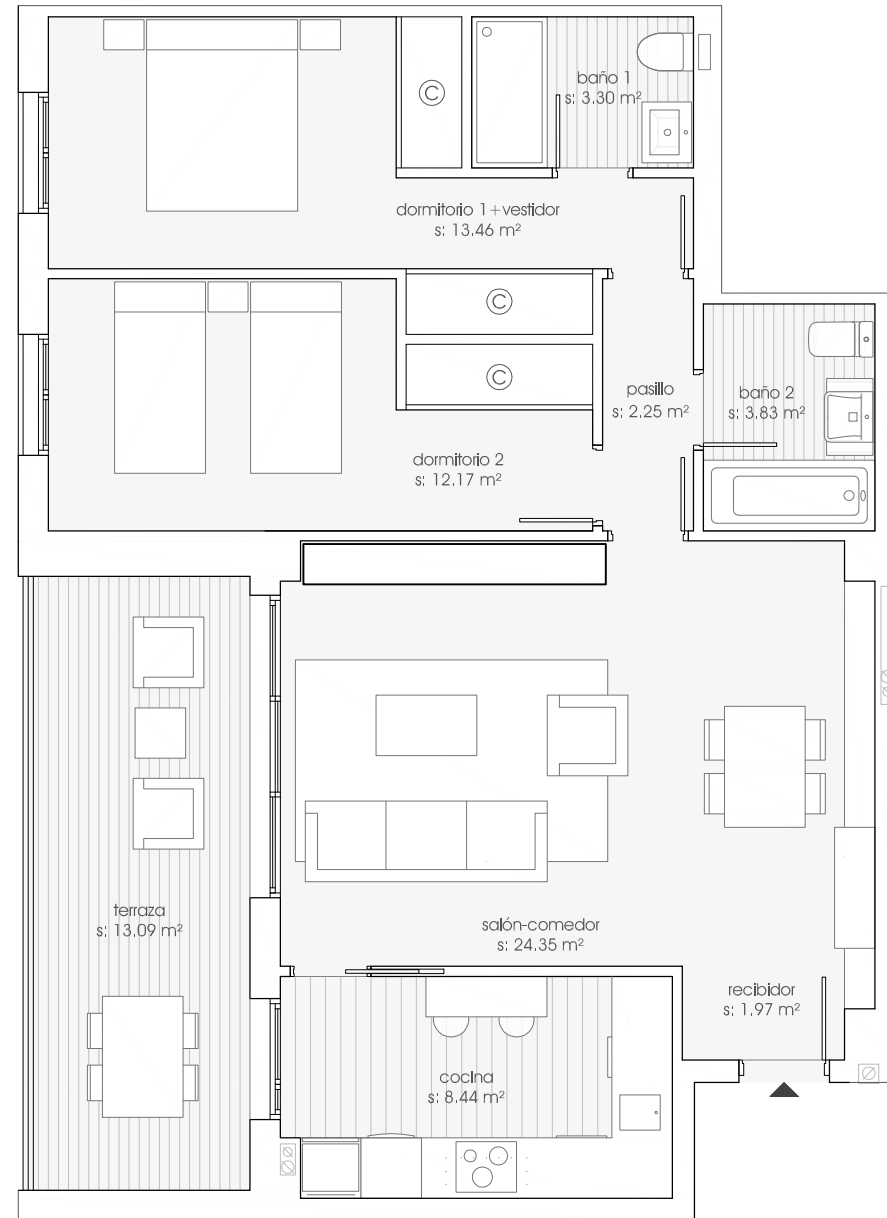 baño 1
s: 3.30 m²
C
dormitorio 1+vestidor
s: 13.46 m²
C
C
pasillo
s: 2.25 m²
baño 2
s: 3.83 m²
dormitorio 2
s: 12.17 m²
terraza
s: 13.09 m²
salón-comedor
s: 24.35 m²
recibidor
s: 1.97 m²
cocina
s: 8.44 m²